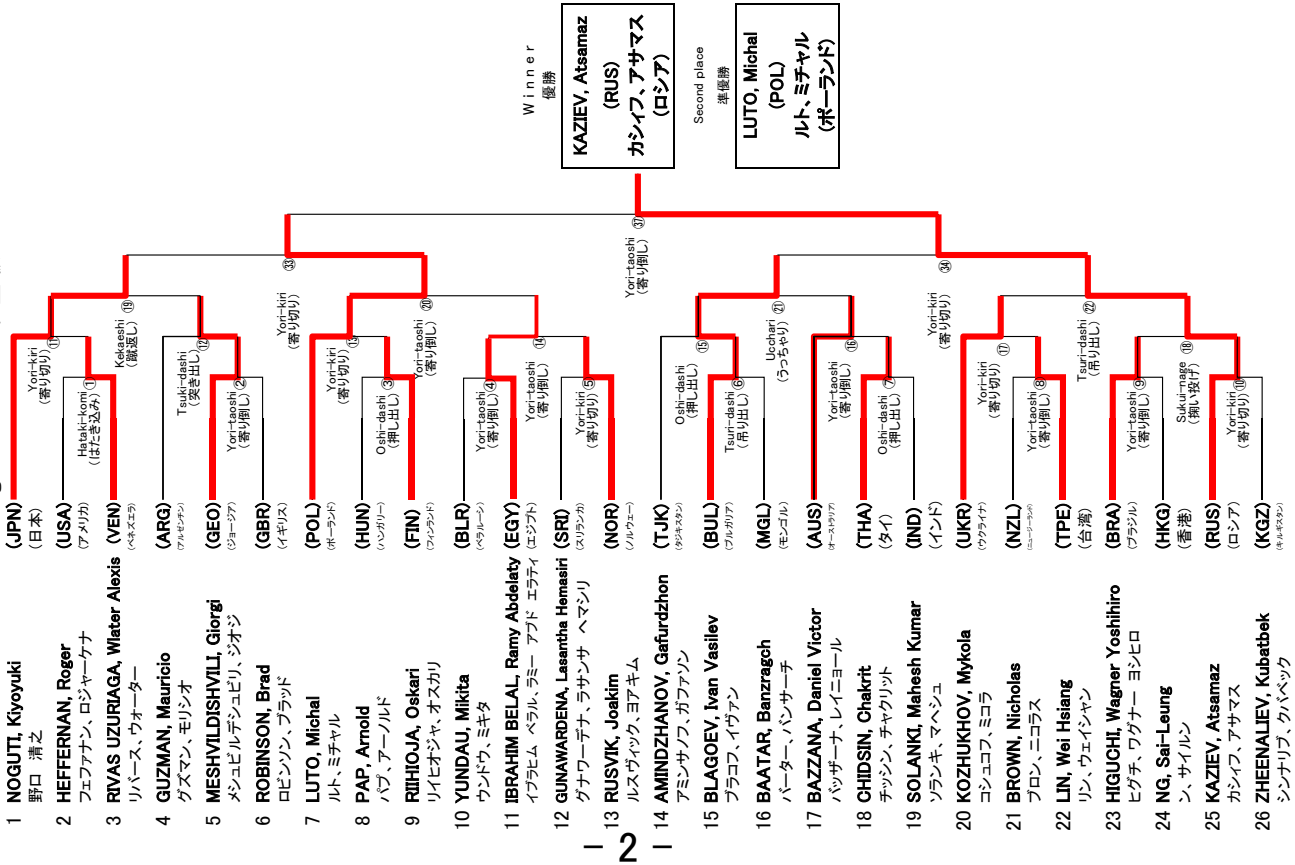 Winner
優勝
KAZIEV, Atsamaz
(RUS)
カシィフ、アサマス
(ロシア)
Second place
準優勝
LUTO, Michal
(POL)
ルト、ミチャル
(ポーランド)
㊲
Yori-taoshi
(寄り倒し)
㉝
Yori-kiri
(寄り切り)
㉞
Yori-kiri
(寄り切り)
⑲
Kekaeshi
(蹴返し)
⑳
Yori-taoshi
(寄り倒し)
㉑
Ucchari
(うっちゃり)
㉒
Tsuri-dashi
(吊り出し)
⑪
Yori-kiri
(寄り切り)
⑫
Tsuki-dashi
(突き出し)
⑬
Yori-kiri
(寄り切り)
⑭
Yori-taoshi
(寄り倒し)
⑮
Oshi-dashi
(押し出し)
⑯
Yori-taoshi
(寄り倒し)
⑰
Yori-kiri
(寄り切り)
⑱
Sukui-nage
(掬い投げ)
①
Hataki-komi
(はたき込み)
②
Yori-taoshi
(寄り倒し)
③
Oshi-dashi
(押し出し)
④
Yori-taoshi
(寄り倒し)
⑤
Yori-kiri
(寄り切り)
⑥
Tsuri-dashi
(吊り出し)
⑦
Oshi-dashi
(押し出し)
⑧
Yori-taoshi
(寄り倒し)
⑨
Yori-taoshi
(寄り倒し)
⑩
Yori-kiri
(寄り切り)
1 NOGUTI, Kiyoyuki (JPN)
野口 清之 (日本)
2 HEFFERNAN, Roger (USA)
フェファナン、ロジャーケナ (アメリカ)
3 RIVAS UZURIAGA, Wlater Alexis (VEN)
リバース、ウォーター (ベネズエラ)
4 GUZMAN, Mauricio (ARG)
グズマン、モリシオ (アルゼンチン)
5 MESHVILDISHVILI, Giorgi (GEO)
メシュビルデシュビリ、ジオジ (ジョージア)
6 ROBINSON, Brad (GBR)
ロビンソン、ブラッド (イギリス)
7 LUTO, Michal (POL)
ルト、ミチャル (ポーランド)
8 PAP, Arnold (HUN)
パプ、アーノルド (ハンガリー)
9 RIIHIOJA, Oskari (FIN)
リイヒオジャ、オスカリ (フィンランド)
10 YUNDAU, Mikita (BLR)
ウンドウ、ミキタ (ベラルーシ)
11 IBRAHIM BELAL, Ramy Abdelaty (EGY)
イブラヒム ベラル、ラミー アブド エラティ (エジプト)
12 GUNAWARDENA, Lasantha Hemasiri (SRI)
グナワーデナ、ラサンサ ヘマシリ (スリランカ)
13 RUSVIK, Joakim (NOR)
ルスヴィック、ヨアキム (ノルウェー)
14 AMINDZHANOV, Gafurdzhon (TJK)
アミンサノフ、ガファソン (タジキスタン)
15 BLAGOEV, Ivan Vasilev (BUL)
ブラコフ、イヴァン (ブルガリア)
16 BAATAR, Banzragch (MGL)
バーター、バンサーチ (モンゴル)
17 BAZZANA, Daniel Victor (AUS)
バッザーナ、レイニョール (オーストラリア)
18 CHIDSIN, Chakrit (THA)
チッシン、チャクリット (タイ)
19 SOLANKI, Mahesh Kumar (IND)
ソランキ、マヘシュ (インド)
20 KOZHUKHOV, Mykola (UKR)
コシュコフ、ミコラ (ウクライナ)
21 BROWN, Nicholas (NZL)
ブロン、ニコラス (ニュージーランド)
22 LIN, Wei Hsiang (TPE)
リン、ウェイシャン (台湾)
23 HIGUCHI, Wagner Yoshihiro (BRA)
ヒグチ、ワグナー ヨシヒロ (ブラジル)
24 NG, Sai-Leung (HKG)
ン、サイルン (香港)
25 KAZIEV, Atsamaz (RUS)
カシィフ、アサマス (ロシア)
26 ZHEENALIEV, Kubatbek (KGZ)
シンナリブ、クバベック (キルギスタン)
－ 2 －